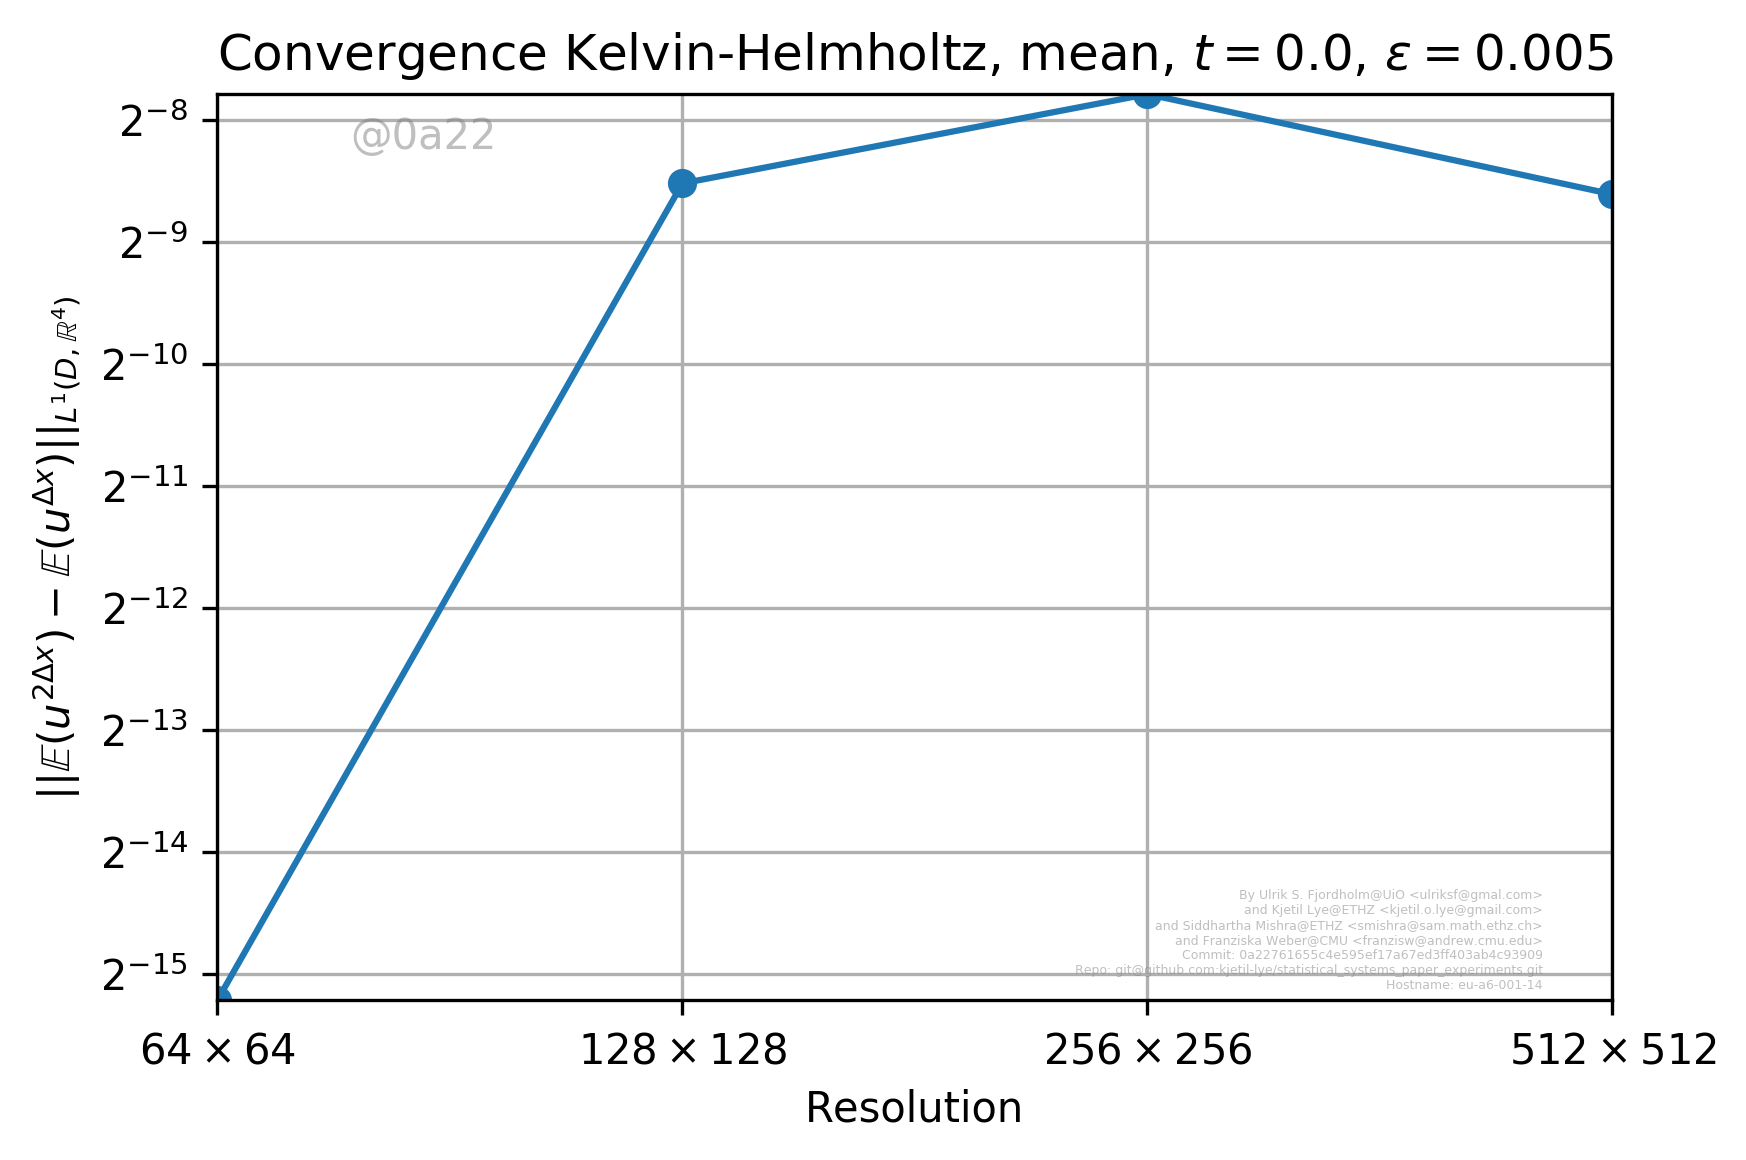 Convergence Kelvin-Helmholtz, mean, t = 0.0, ε = 0.005
2⁻⁸
2⁻⁹
2⁻¹⁰
2⁻¹¹
2⁻¹²
2⁻¹³
2⁻¹⁴
2⁻¹⁵
||𝔼(u^{2Δx}) − 𝔼(u^{Δx})||_{L¹(D,ℝ⁴)}
@0a22
By Ulrik S. Fjordholm@UiO <ulriksf@gmal.com>
and Kjetil Lye@ETHZ <kjetil.o.lye@gmail.com>
and Siddhartha Mishra@ETHZ <smishra@sam.math.ethz.ch>
and Franziska Weber@CMU <franzisw@andrew.cmu.edu>
Commit: 0a22761655c4e595ef17a67ed3ff403ab4c93909
Repo: git@github.com:kjetil-lye/statistical_systems_paper_experiments.git
Hostname: eu-a6-001-14
64 × 64 128 × 128 256 × 256 512 × 512
Resolution